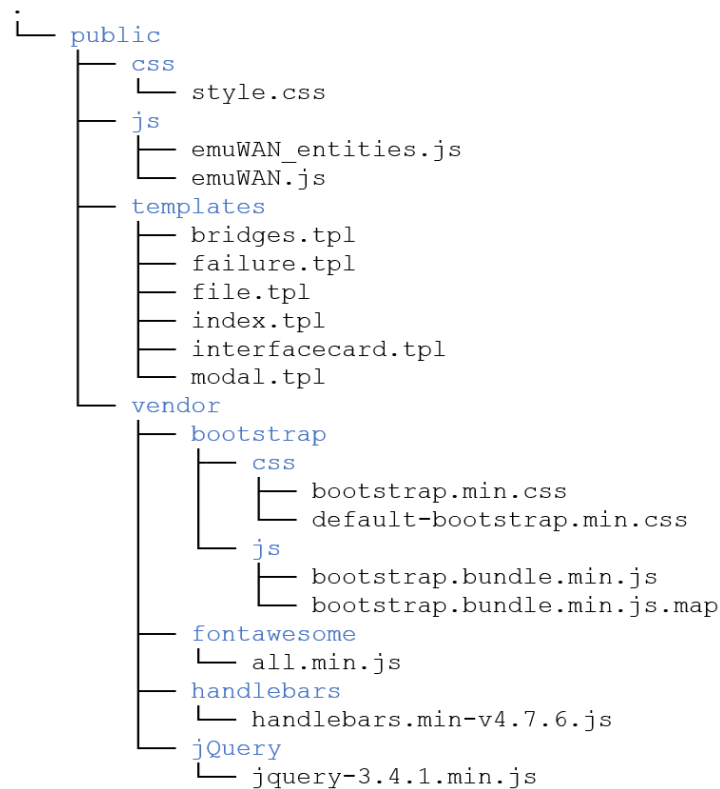 .
public
css
style.css
js
emuWAN_entities.js
emuWAN.js
templates
bridges.tpl
failure.tpl
file.tpl
index.tpl
interfacecard.tpl
modal.tpl
vendor
bootstrap
css
bootstrap.min.css
default-bootstrap.min.css
js
bootstrap.bundle.min.js
bootstrap.bundle.min.js.map
fontawesome
all.min.js
handlebars
handlebars.min-v4.7.6.js
jQuery
jquery-3.4.1.min.js